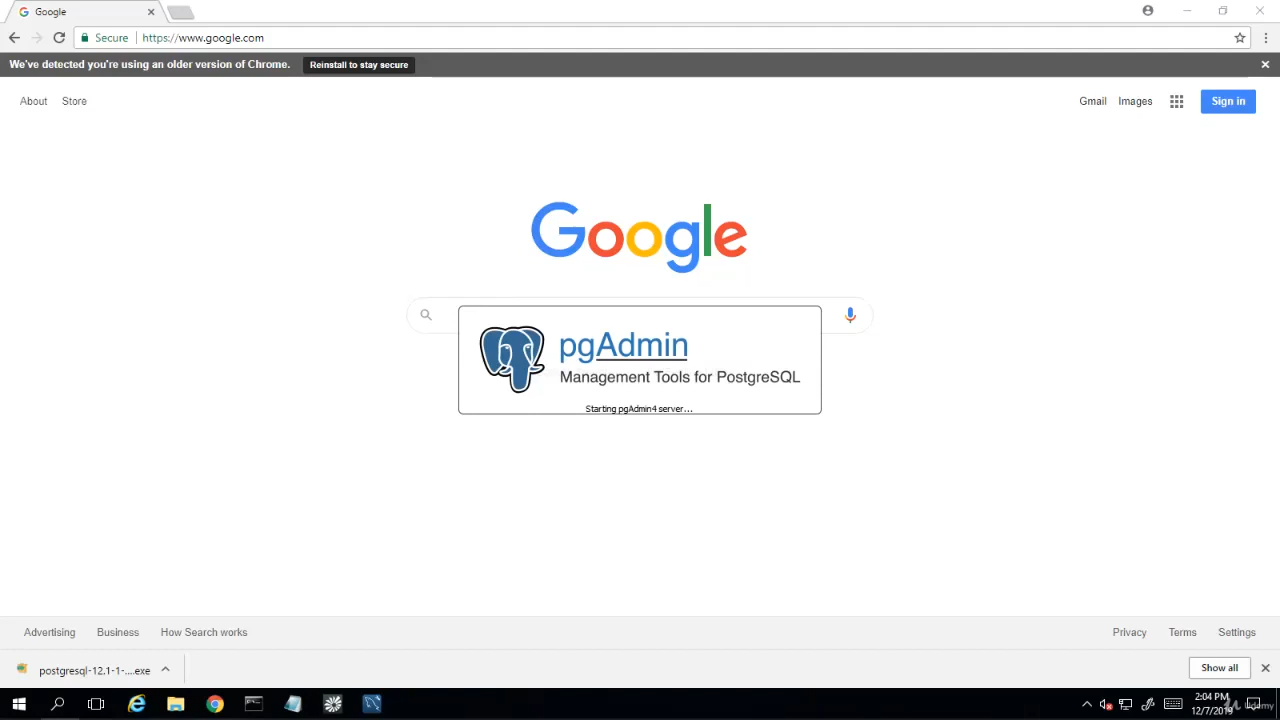 Google
Secure https://www.google.com
We've detected you're using an older version of Chrome. Reinstall to stay secure
About Store Gmail Images Sign in
Google
pgAdmin
Management Tools for PostgreSQL
Starting pgAdmin4 server...
Advertising Business How Search works Privacy Terms Settings
postgresql-12.1-1-....exe Show all
2:04 PM
12/7/2019
Udemy